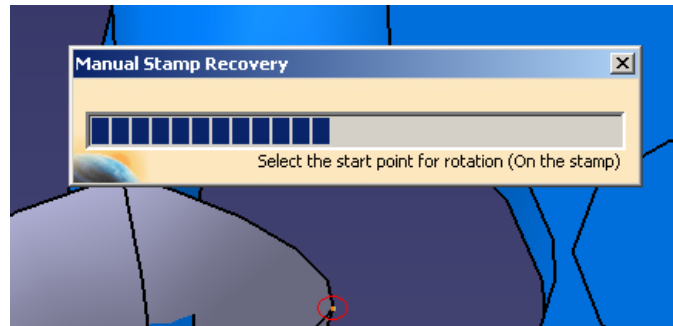 Manual Stamp Recovery
Select the start point for rotation (On the stamp)